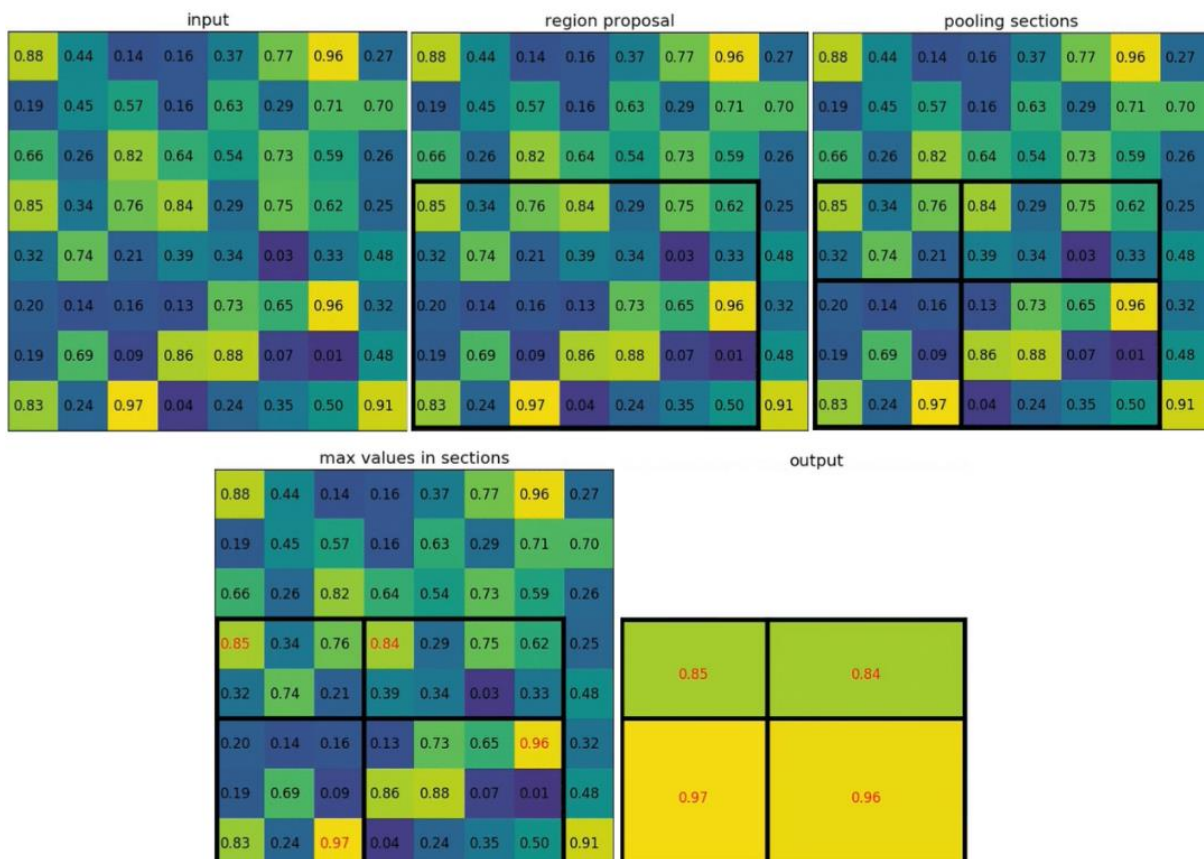 input
0.88 0.44 0.14 0.16 0.37 0.77 0.96 0.27
0.19 0.45 0.57 0.16 0.63 0.29 0.71 0.70
0.66 0.26 0.82 0.64 0.54 0.73 0.59 0.26
0.85 0.34 0.76 0.84 0.29 0.75 0.62 0.25
0.32 0.74 0.21 0.39 0.34 0.03 0.33 0.48
0.20 0.14 0.16 0.13 0.73 0.65 0.96 0.32
0.19 0.69 0.09 0.86 0.88 0.07 0.01 0.48
0.83 0.24 0.97 0.04 0.24 0.35 0.50 0.91
region proposal
0.88 0.44 0.14 0.16 0.37 0.77 0.96 0.27
0.19 0.45 0.57 0.16 0.63 0.29 0.71 0.70
0.66 0.26 0.82 0.64 0.54 0.73 0.59 0.26
0.85 0.34 0.76 0.84 0.29 0.75 0.62 0.25
0.32 0.74 0.21 0.39 0.34 0.03 0.33 0.48
0.20 0.14 0.16 0.13 0.73 0.65 0.96 0.32
0.19 0.69 0.09 0.86 0.88 0.07 0.01 0.48
0.83 0.24 0.97 0.04 0.24 0.35 0.50 0.91
pooling sections
0.88 0.44 0.14 0.16 0.37 0.77 0.96 0.27
0.19 0.45 0.57 0.16 0.63 0.29 0.71 0.70
0.66 0.26 0.82 0.64 0.54 0.73 0.59 0.26
0.85 0.34 0.76 0.84 0.29 0.75 0.62 0.25
0.32 0.74 0.21 0.39 0.34 0.03 0.33 0.48
0.20 0.14 0.16 0.13 0.73 0.65 0.96 0.32
0.19 0.69 0.09 0.86 0.88 0.07 0.01 0.48
0.83 0.24 0.97 0.04 0.24 0.35 0.50 0.91
max values in sections
0.88 0.44 0.14 0.16 0.37 0.77 0.96 0.27
0.19 0.45 0.57 0.16 0.63 0.29 0.71 0.70
0.66 0.26 0.82 0.64 0.54 0.73 0.59 0.26
0.85 0.34 0.76 0.84 0.29 0.75 0.62 0.25
0.32 0.74 0.21 0.39 0.34 0.03 0.33 0.48
0.20 0.14 0.16 0.13 0.73 0.65 0.96 0.32
0.19 0.69 0.09 0.86 0.88 0.07 0.01 0.48
0.83 0.24 0.97 0.04 0.24 0.35 0.50 0.91
output
0.85 0.84
0.97 0.96